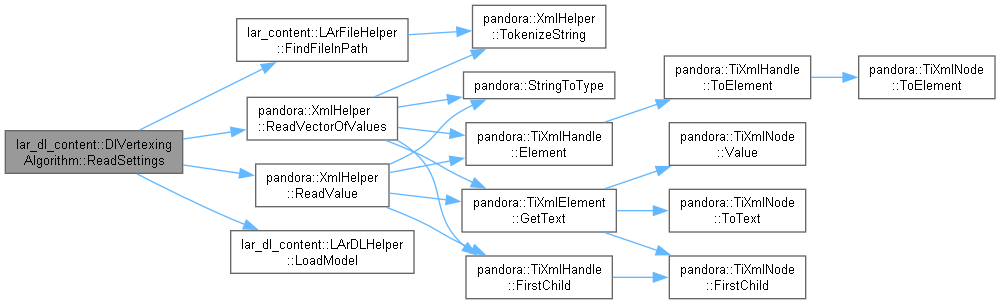 lar_dl_content::DlVertexing
Algorithm::ReadSettings
lar_content::LArFileHelper
::FindFileInPath
pandora::XmlHelper
::ReadVectorOfValues
pandora::XmlHelper
::ReadValue
lar_dl_content::LArDLHelper
::LoadModel
pandora::XmlHelper
::TokenizeString
pandora::StringToType
pandora::TiXmlHandle
::Element
pandora::TiXmlElement
::GetText
pandora::TiXmlHandle
::FirstChild
pandora::TiXmlHandle
::ToElement
pandora::TiXmlNode
::Value
pandora::TiXmlNode
::ToText
pandora::TiXmlNode
::FirstChild
pandora::TiXmlNode
::ToElement